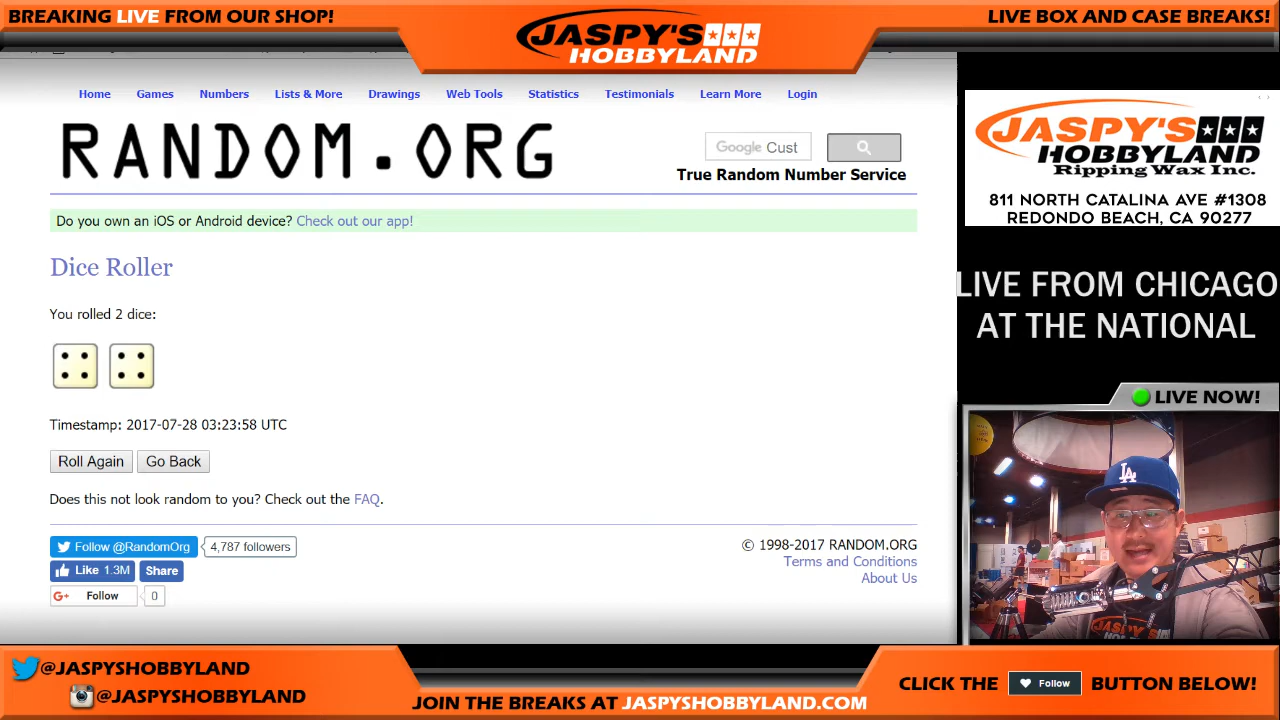 BREAKING LIVE FROM OUR SHOP!
JASPY'S
HOBBYLAND
LIVE BOX AND CASE BREAKS!
Home Games Numbers Lists & More Drawings Web Tools Statistics Testimonials Learn More Login
RANDOM.ORG
Google Cust
True Random Number Service
Do you own an iOS or Android device? Check out our app!
Dice Roller
You rolled 2 dice:
Timestamp: 2017-07-28 03:23:58 UTC
Roll Again Go Back
Does this not look random to you? Check out the FAQ.
Follow @RandomOrg 4,787 followers
Like 1.3M Share
G+ Follow 0
© 1998-2017 RANDOM.ORG
Terms and Conditions
About Us
JASPY'S
HOBBYLAND
Ripping Wax Inc.
811 NORTH CATALINA AVE #1308
REDONDO BEACH, CA 90277
LIVE FROM CHICAGO
AT THE NATIONAL
LIVE NOW!
LA
JASPY'S
@JASPYSHOBBYLAND
@JASPYSHOBBYLAND
JOIN THE BREAKS AT JASPYSHOBBYLAND.COM
CLICK THE Follow BUTTON BELOW!